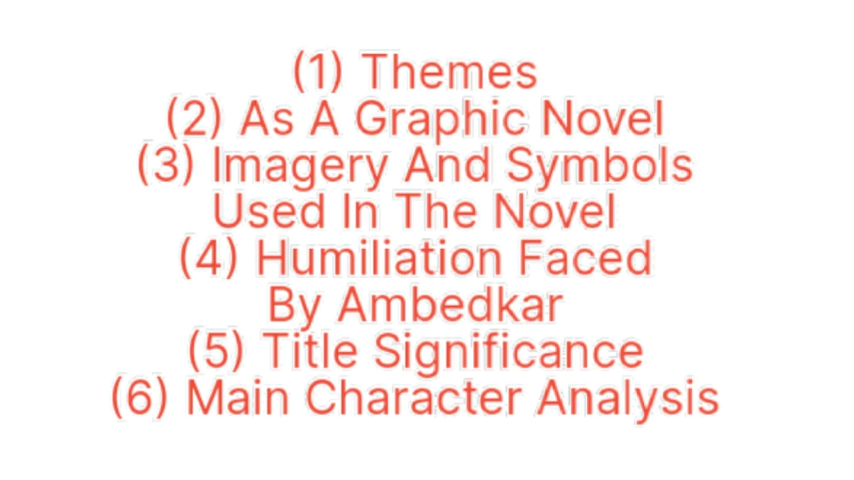 (1) Themes
(2) As A Graphic Novel
(3) Imagery And Symbols
Used In The Novel
(4) Humiliation Faced
By Ambedkar
(5) Title Significance
(6) Main Character Analysis